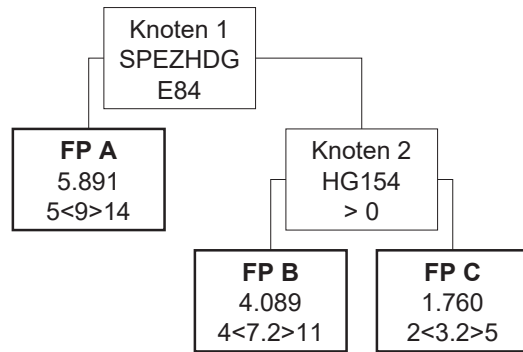 Knoten 1
SPEZHDG
E84
FP A
5.891
5<9>14
Knoten 2
HG154
> 0
FP B
4.089
4<7.2>11
FP C
1.760
2<3.2>5